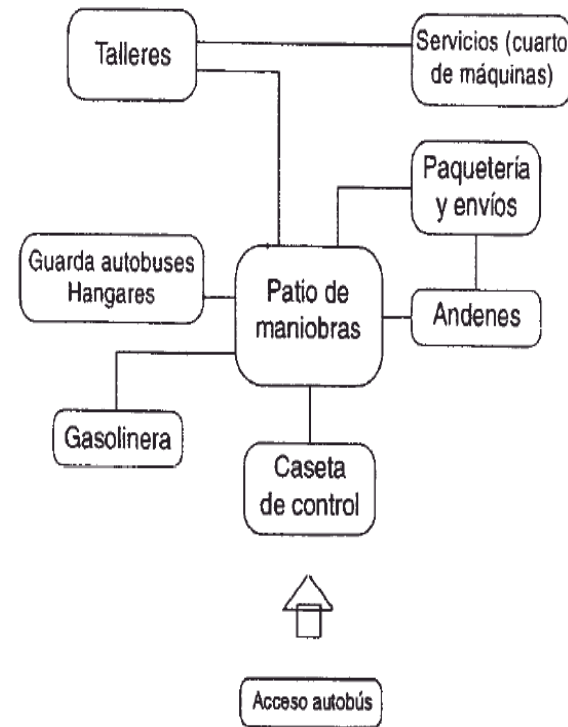 Talleres
Servicios (cuarto
de máquinas)
Paquetería
y envíos
Guarda autobuses
Hangares
Patio de
maniobras
Andenes
Gasolinera
Caseta
de control
Acceso autobús